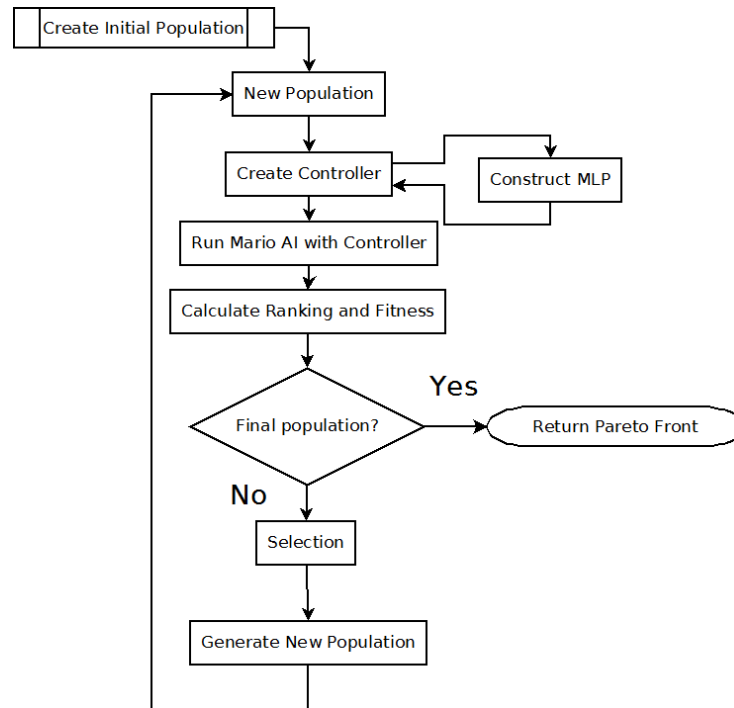 Create Initial Population
New Population
Create Controller
Construct MLP
Run Mario AI with Controller
Calculate Ranking and Fitness
Final population?
Yes
Return Pareto Front
No
Selection
Generate New Population